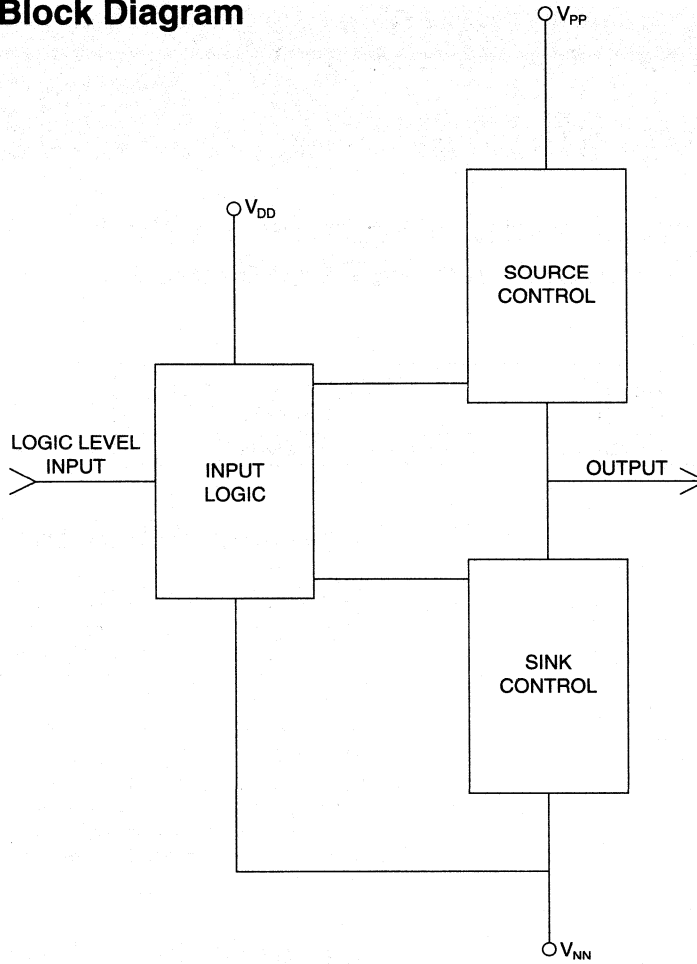 Block Diagram
VPP
VDD
SOURCE
CONTROL
LOGIC LEVEL
INPUT
INPUT
LOGIC
OUTPUT
SINK
CONTROL
VNN